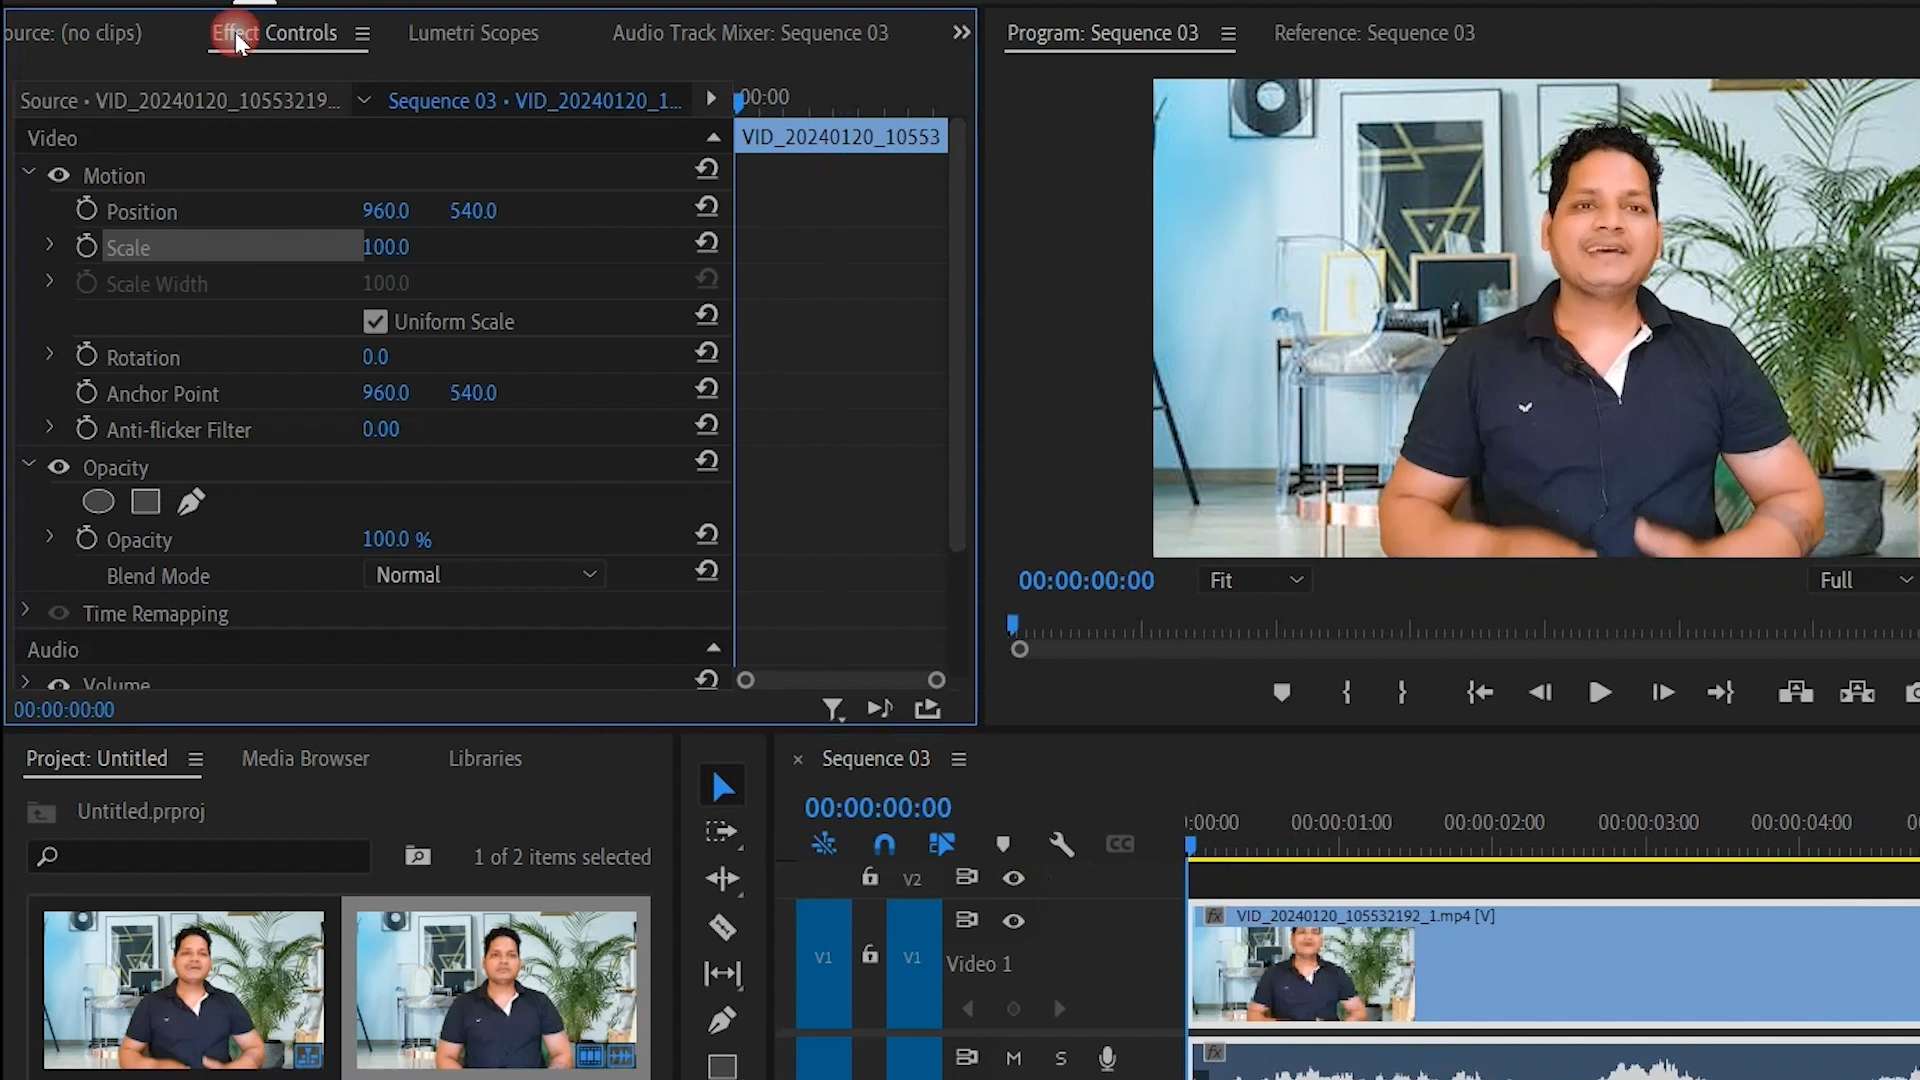 ource: (no clips)
Effect Controls
Lumetri Scopes
Audio Track Mixer: Sequence 03
Program: Sequence 03
Reference: Sequence 03
Source • VID_20240120_10553219...
Sequence 03 • VID_20240120_1...
:00:00
Video
VID_20240120_10553
Motion
Position 960.0 540.0
Scale 100.0
Scale Width 100.0
Uniform Scale
Rotation 0.0
Anchor Point 960.0 540.0
Anti-flicker Filter 0.00
Opacity
Opacity 100.0 %
Blend Mode Normal
Time Remapping
Audio
Volume
00:00:00:00
00:00:00:00
Fit
Full
Project: Untitled
Media Browser
Libraries
Untitled.prproj
1 of 2 items selected
Sequence 03
00:00:00:00
:00:00 00:00:01:00 00:00:02:00 00:00:03:00 00:00:04:00
CC
V2
fx VID_20240120_105532192_1.mp4 [V]
V1 V1 Video 1
M S
fx